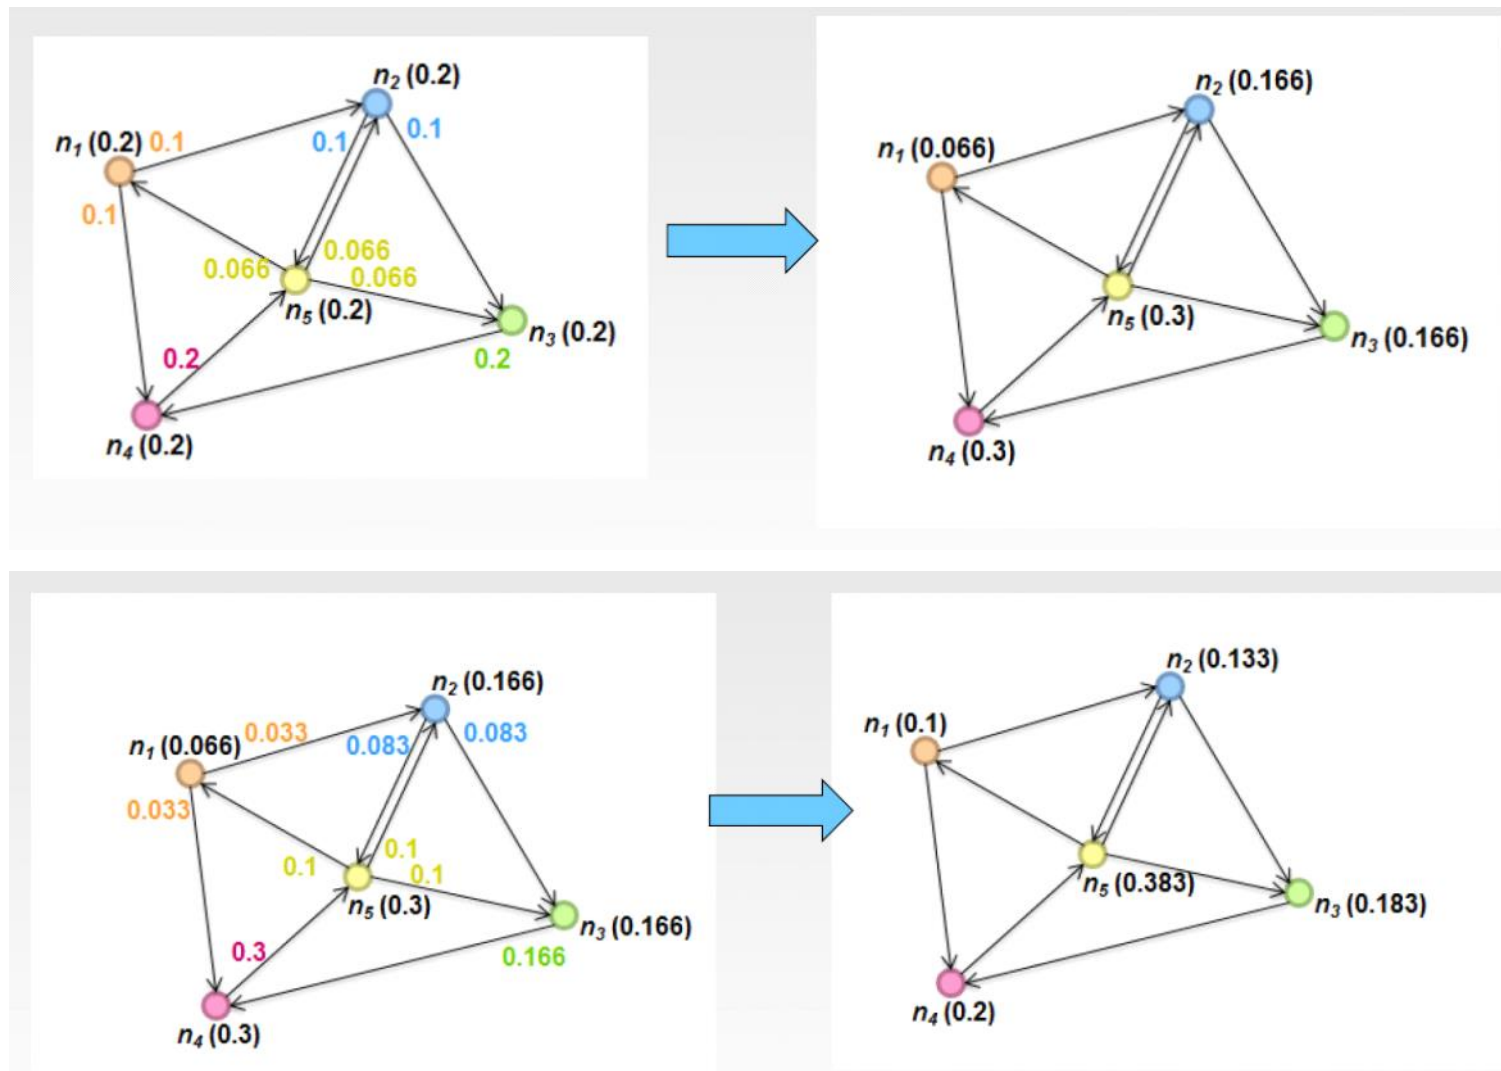 n₂ (0.2)
n₁ (0.2) 0.1
0.1 0.1
0.1
0.066
0.066 0.066
n₅ (0.2)
n₃ (0.2)
0.2 0.2
n₄ (0.2)
n₂ (0.166)
n₁ (0.066)
n₅ (0.3)
n₃ (0.166)
n₄ (0.3)
n₂ (0.166)
n₁ (0.066) 0.033
0.083 0.083
0.033
0.1
0.1 0.1
n₅ (0.3)
n₃ (0.166)
0.3 0.166
n₄ (0.3)
n₂ (0.133)
n₁ (0.1)
n₅ (0.383)
n₃ (0.183)
n₄ (0.2)